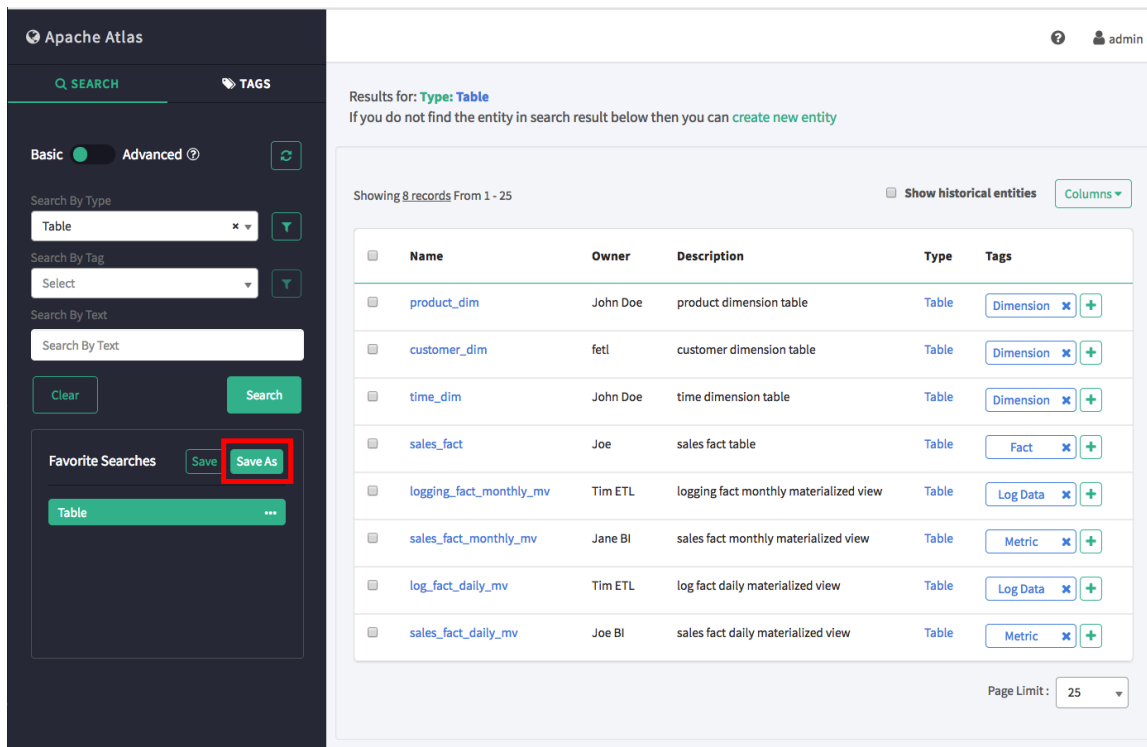 Apache Atlas
admin
SEARCH
TAGS
Basic
Advanced
Search By Type
Table
Search By Tag
Select
Search By Text
Search By Text
Clear
Search
Favorite Searches
Save
Save As
Table
Results for: Type: Table
If you do not find the entity in search result below then you can create new entity
Showing 8 records From 1 - 25
Show historical entities
Columns
Name Owner Description Type Tags
product_dim John Doe product dimension table Table Dimension
customer_dim fetl customer dimension table Table Dimension
time_dim John Doe time dimension table Table Dimension
sales_fact Joe sales fact table Table Fact
logging_fact_monthly_mv Tim ETL logging fact monthly materialized view Table Log Data
sales_fact_monthly_mv Jane BI sales fact monthly materialized view Table Metric
log_fact_daily_mv Tim ETL log fact daily materialized view Table Log Data
sales_fact_daily_mv Joe BI sales fact daily materialized view Table Metric
Page Limit : 25